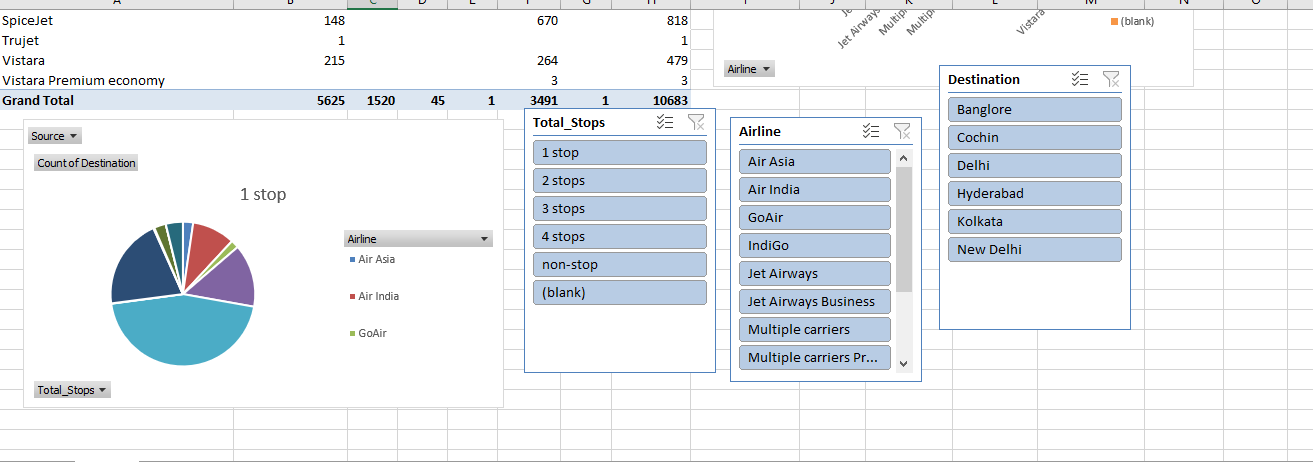 A B C D E F G H I J K L M N O
SpiceJet 148 670 818
Trujet 1 1
Vistara 215 264 479
Vistara Premium economy 3 3
Grand Total 5625 1520 45 1 3491 1 10683
Jet Airways
Multip
Multip
Vistara
(blank)
Airline
Source
Count of Destination
1 stop
Airline
Air Asia
Air India
GoAir
Total_Stops
Total_Stops
1 stop
2 stops
3 stops
4 stops
non-stop
(blank)
Airline
Air Asia
Air India
GoAir
IndiGo
Jet Airways
Jet Airways Business
Multiple carriers
Multiple carriers Pr...
Destination
Banglore
Cochin
Delhi
Hyderabad
Kolkata
New Delhi